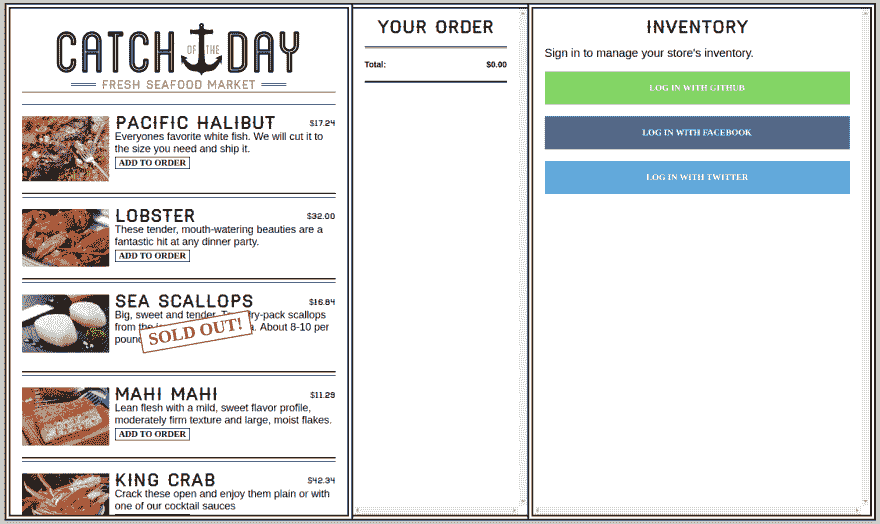 CATCH OF THE DAY
FRESH SEAFOOD MARKET
PACIFIC HALIBUT $17.24
Everyones favorite white fish. We will cut it to
the size you need and ship it.
ADD TO ORDER
LOBSTER $32.00
These tender, mouth-watering beauties are a
fantastic hit at any dinner party.
ADD TO ORDER
SEA SCALLOPS $16.84
Big, sweet and tender. dry-pack scallops
from the a. About 8-10 per
SOLD OUT!
MAHI MAHI $11.29
Lean flesh with a mild, sweet flavor profile,
moderately firm texture and large, moist flakes.
ADD TO ORDER
KING CRAB $42.34
Crack these open and enjoy them plain or with
one of our cocktail sauces
YOUR ORDER
Total: $0.00
INVENTORY
Sign in to manage your store's inventory.
LOG IN WITH GITHUB
LOG IN WITH FACEBOOK
LOG IN WITH TWITTER